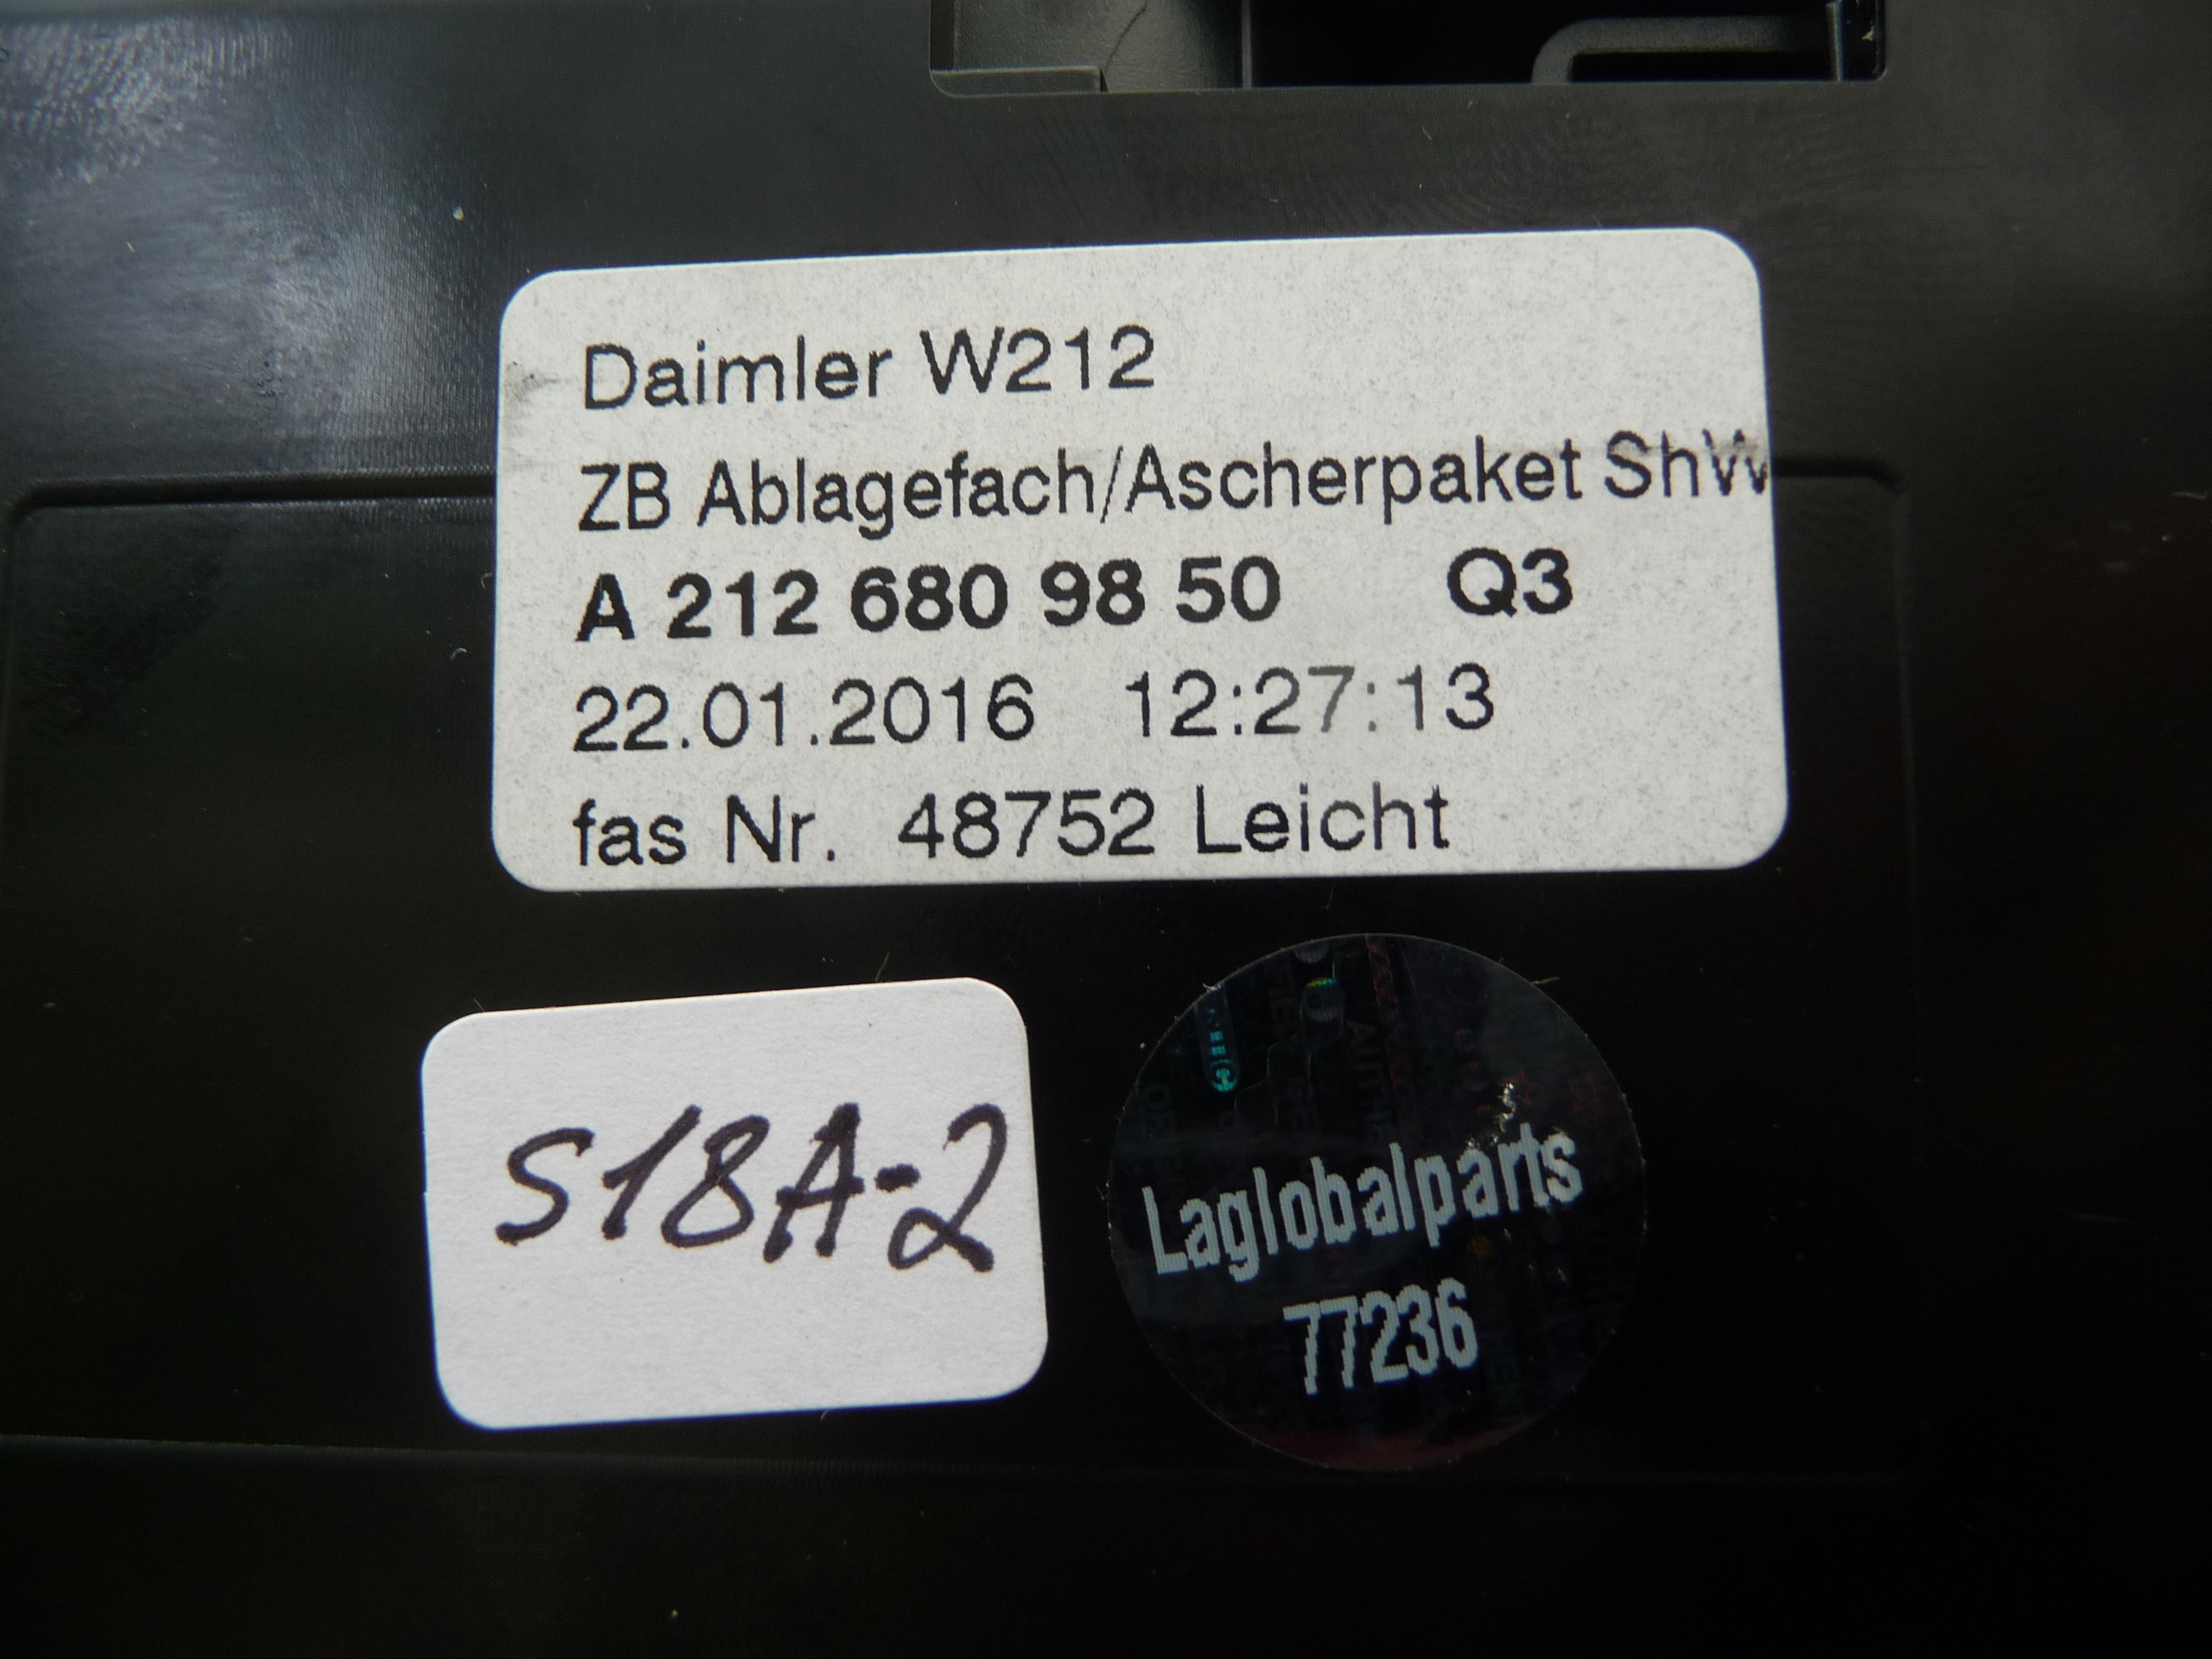 Daimler W212
ZB Ablagefach/Ascherpaket ShW
A 212 680 98 50 Q3
22.01.2016 12:27:13
fas Nr. 48752 Leicht
S18A-2
Laglobalparts
77236